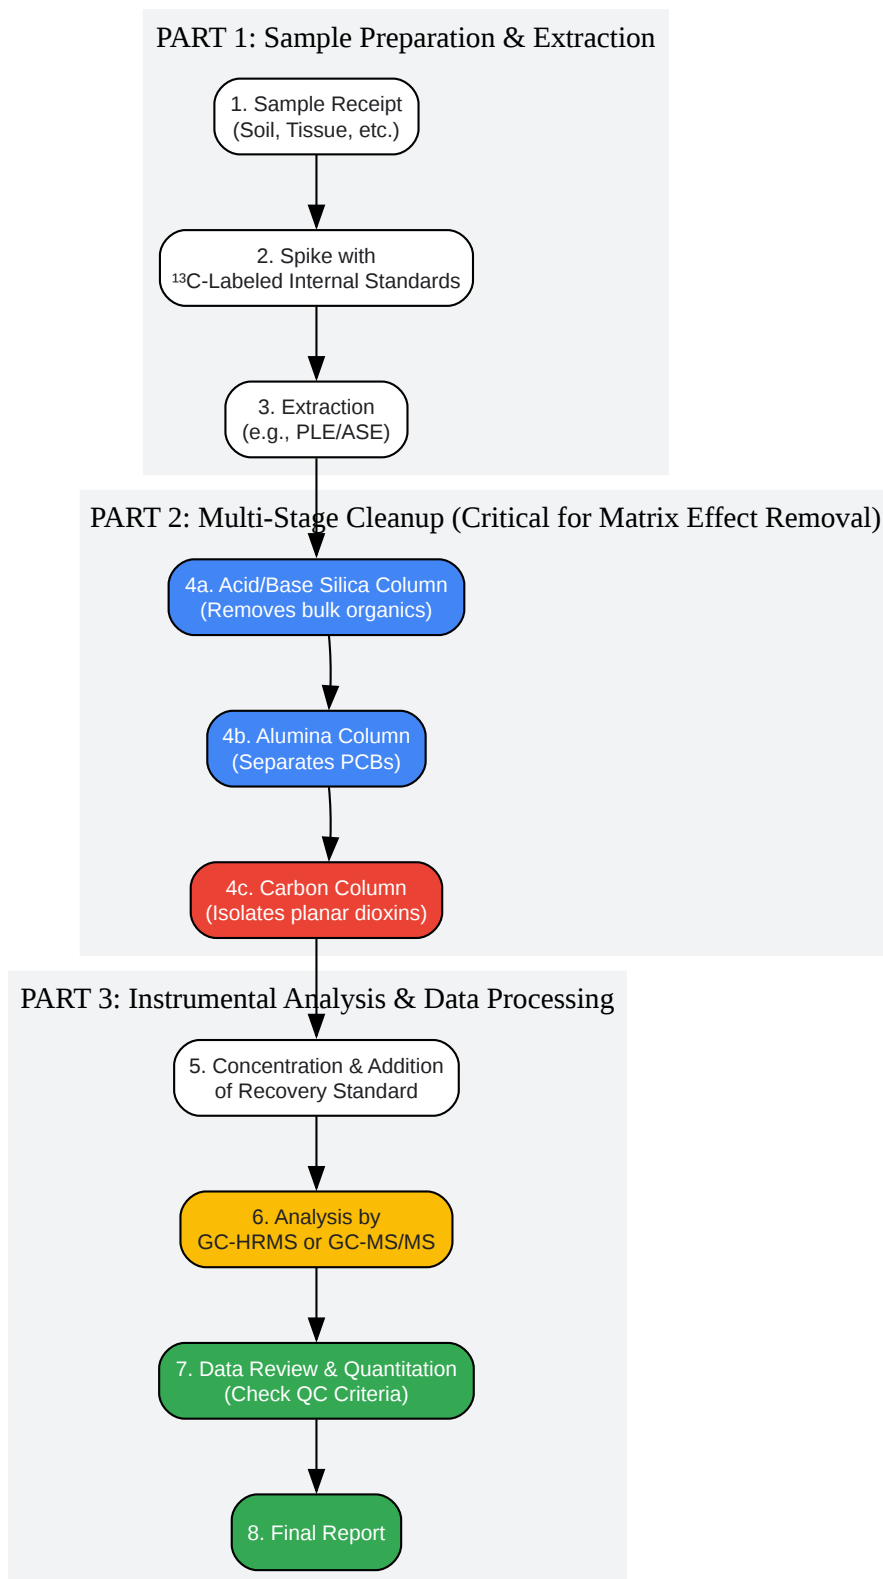 PART 1: Sample Preparation & Extraction
1. Sample Receipt
(Soil, Tissue, etc.)
2. Spike with
¹³C-Labeled Internal Standards
3. Extraction
(e.g., PLE/ASE)
PART 2: Multi-Stage Cleanup (Critical for Matrix Effect Removal)
4a. Acid/Base Silica Column
(Removes bulk organics)
4b. Alumina Column
(Separates PCBs)
4c. Carbon Column
(Isolates planar dioxins)
PART 3: Instrumental Analysis & Data Processing
5. Concentration & Addition
of Recovery Standard
6. Analysis by
GC-HRMS or GC-MS/MS
7. Data Review & Quantitation
(Check QC Criteria)
8. Final Report